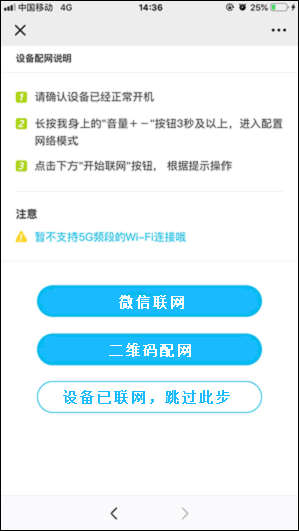 中国移动 4G 14:36 25%
设备配网说明
1 请确认设备已经正常开机
2 长按我身上的"音量+-"按钮3秒及以上，进入配置
网络模式
3 点击下方"开始联网"按钮， 根据提示操作
注意
暂不支持5G频段的Wi-Fi连接哦
微信联网
二维码配网
设备已联网，跳过此步